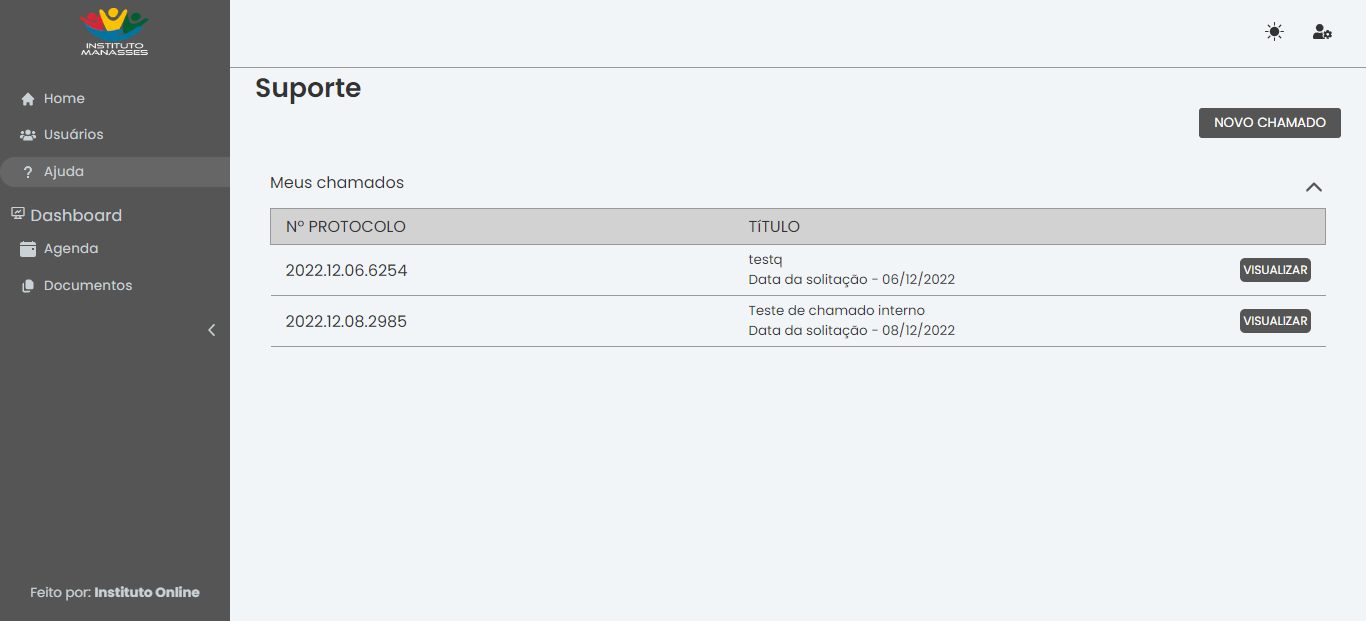 INSTITUTO
MANASSES
Home
Usuários
? Ajuda
Dashboard
Agenda
Documentos
Feito por: Instituto Online
Suporte
NOVO CHAMADO
Meus chamados
Nº PROTOCOLO TíTULO
2022.12.06.6254
testq
Data da solitação - 06/12/2022
VISUALIZAR
2022.12.08.2985
Teste de chamado interno
Data da solitação - 08/12/2022
VISUALIZAR